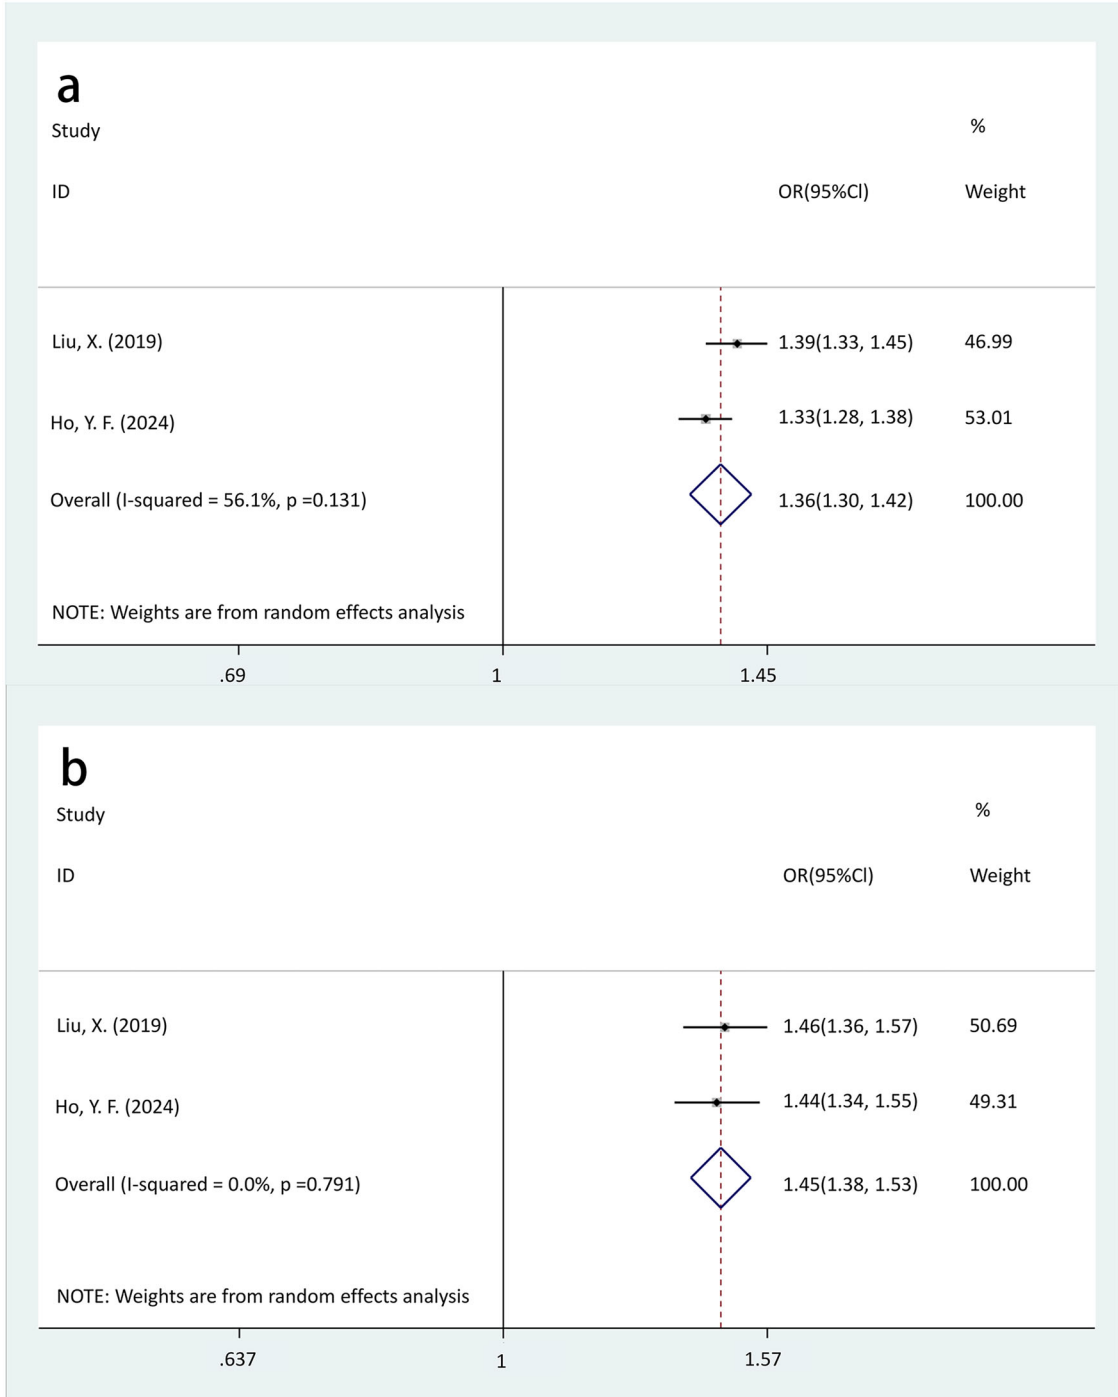 a
Study %
ID OR(95%Cl) Weight
Liu, X. (2019) 1.39(1.33, 1.45) 46.99
Ho, Y. F. (2024) 1.33(1.28, 1.38) 53.01
Overall (I-squared = 56.1%, p =0.131) 1.36(1.30, 1.42) 100.00
NOTE: Weights are from random effects analysis
.69 1 1.45
b
Study %
ID OR(95%Cl) Weight
Liu, X. (2019) 1.46(1.36, 1.57) 50.69
Ho, Y. F. (2024) 1.44(1.34, 1.55) 49.31
Overall (I-squared = 0.0%, p =0.791) 1.45(1.38, 1.53) 100.00
NOTE: Weights are from random effects analysis
.637 1 1.57